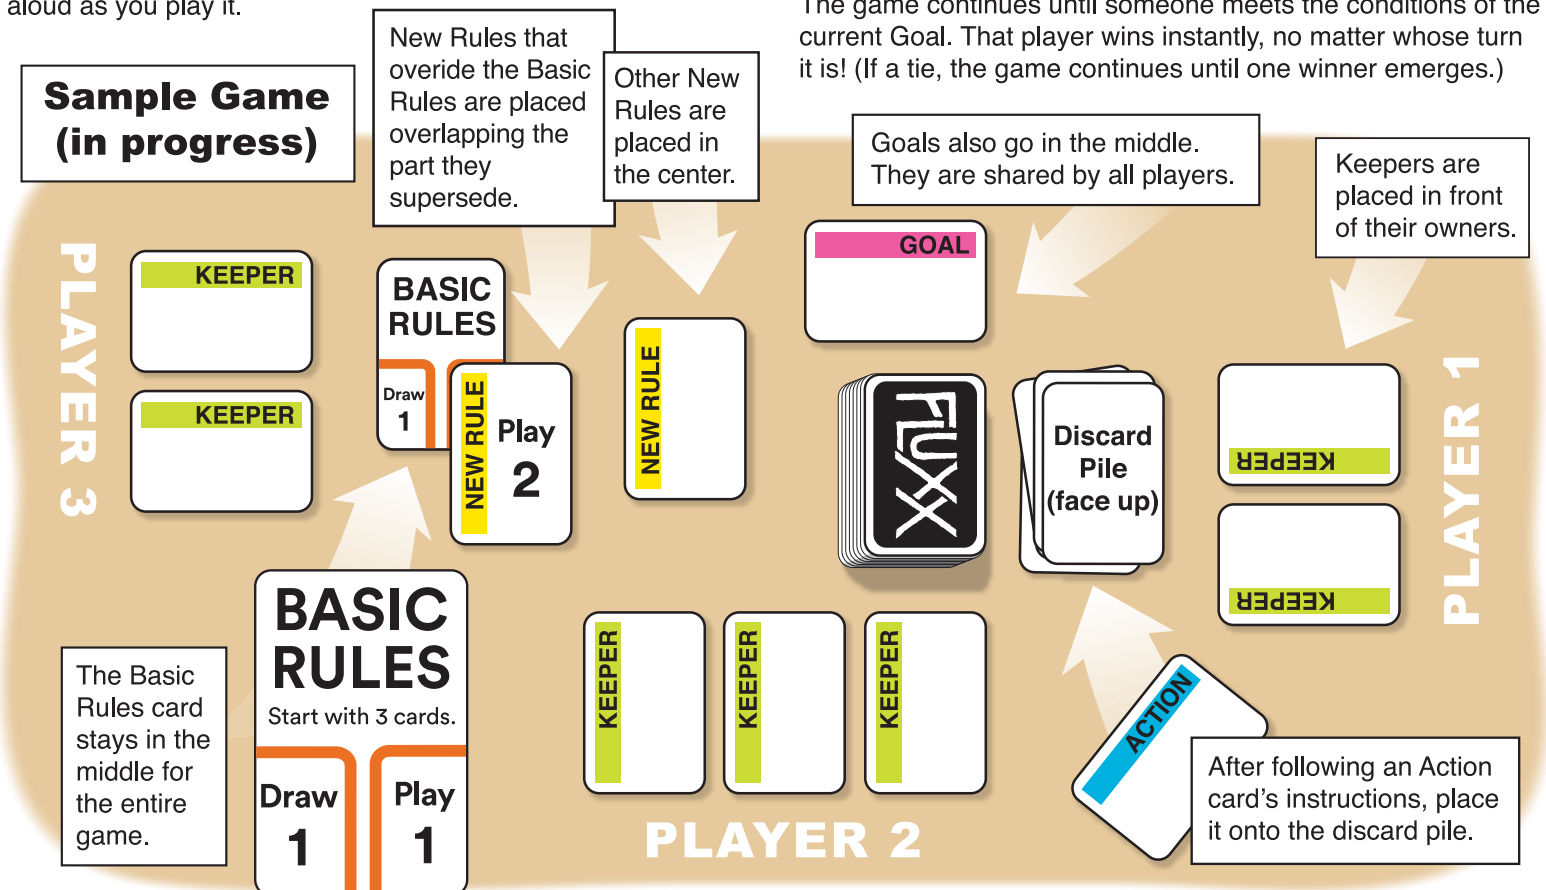 aloud as you play it.
The game continues until someone meets the conditions of the
current Goal. That player wins instantly, no matter whose turn
it is! (If a tie, the game continues until one winner emerges.)
Sample Game
(in progress)
New Rules that
overide the Basic
Rules are placed
overlapping the
part they
supersede.
Other New
Rules are
placed in
the center.
Goals also go in the middle.
They are shared by all players.
Keepers are
placed in front
of their owners.
PLAYER 3
KEEPER
KEEPER
BASIC
RULES
Draw
1
NEW RULE
Play
2
NEW RULE
GOAL
FLUXX
Discard
Pile
(face up)
KEEPER
KEEPER
PLAYER 1
The Basic
Rules card
stays in the
middle for
the entire
game.
BASIC
RULES
Start with 3 cards.
Draw
1
Play
1
KEEPER
KEEPER
KEEPER
PLAYER 2
ACTION
After following an Action
card's instructions, place
it onto the discard pile.